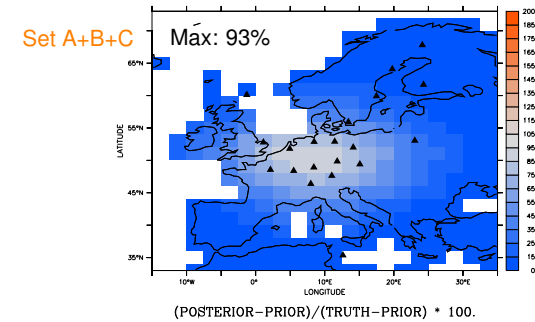 Set A+B+C
Max: 93%
200
185
175
165
155
145
135
125
115
105
95
85
75
65
55
45
35
25
15
0
65°N
55°N
45°N
35°N
LATITUDE
10°W
0°
10°E
20°E
30°E
LONGITUDE
(POSTERIOR-PRIOR)/(TRUTH-PRIOR) * 100.